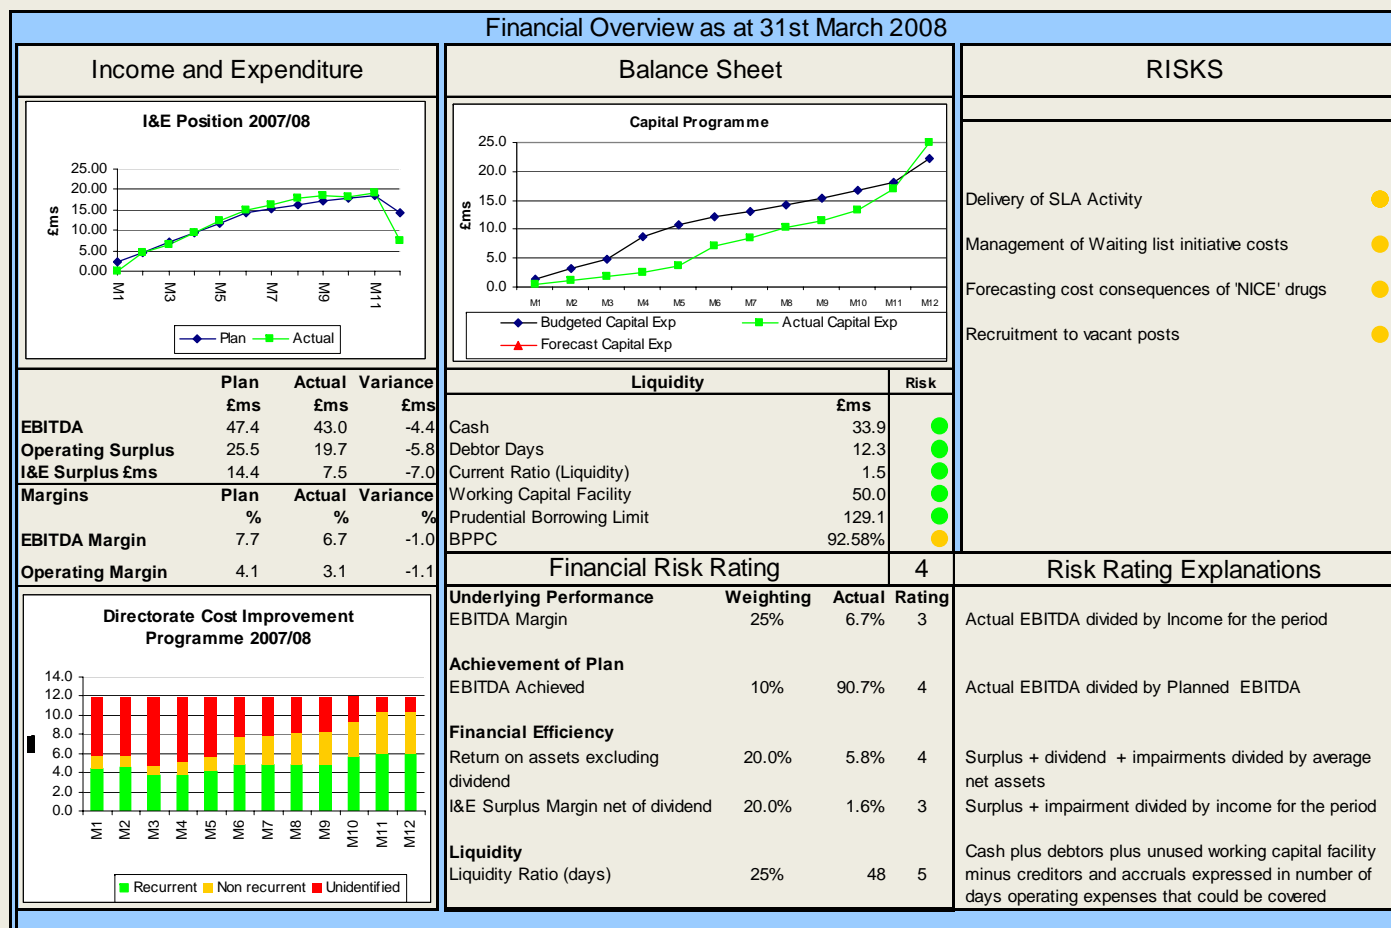 Financial Overview as at 31st March 2008
Income and Expenditure
I&E Position 2007/08
25.00
20.00
15.00
10.00
5.00
0.00
£ms
M1
M3
M5
M7
M9
M11
Plan
Actual
Plan Actual Variance
£ms £ms £ms
EBITDA 47.4 43.0 -4.4
Operating Surplus 25.5 19.7 -5.8
I&E Surplus £ms 14.4 7.5 -7.0
Margins Plan Actual Variance
% % %
EBITDA Margin 7.7 6.7 -1.0
Operating Margin 4.1 3.1 -1.1
Directorate Cost Improvement
Programme 2007/08
14.0
12.0
10.0
8.0
6.0
4.0
2.0
0.0
M1
M2
M3
M4
M5
M6
M7
M8
M9
M10
M11
M12
Recurrent
Non recurrent
Unidentified
Balance Sheet
Capital Programme
25.0
20.0
15.0
10.0
5.0
0.0
£ms
M1
M2
M3
M4
M5
M6
M7
M8
M9
M10
M11
M12
Budgeted Capital Exp
Actual Capital Exp
Forecast Capital Exp
Liquidity Risk
£ms
Cash 33.9
Debtor Days 12.3
Current Ratio (Liquidity) 1.5
Working Capital Facility 50.0
Prudential Borrowing Limit 129.1
BPPC 92.58%
Financial Risk Rating 4
Underlying Performance Weighting Actual Rating
EBITDA Margin 25% 6.7% 3
Achievement of Plan
EBITDA Achieved 10% 90.7% 4
Financial Efficiency
Return on assets excluding 20.0% 5.8% 4
dividend
I&E Surplus Margin net of dividend 20.0% 1.6% 3
Liquidity
Liquidity Ratio (days) 25% 48 5
RISKS
Delivery of SLA Activity
Management of Waiting list initiative costs
Forecasting cost consequences of 'NICE' drugs
Recruitment to vacant posts
Risk Rating Explanations
Actual EBITDA divided by Income for the period
Actual EBITDA divided by Planned EBITDA
Surplus + dividend + impairments divided by average
net assets
Surplus + impairment divided by income for the period
Cash plus debtors plus unused working capital facility
minus creditors and accruals expressed in number of
days operating expenses that could be covered